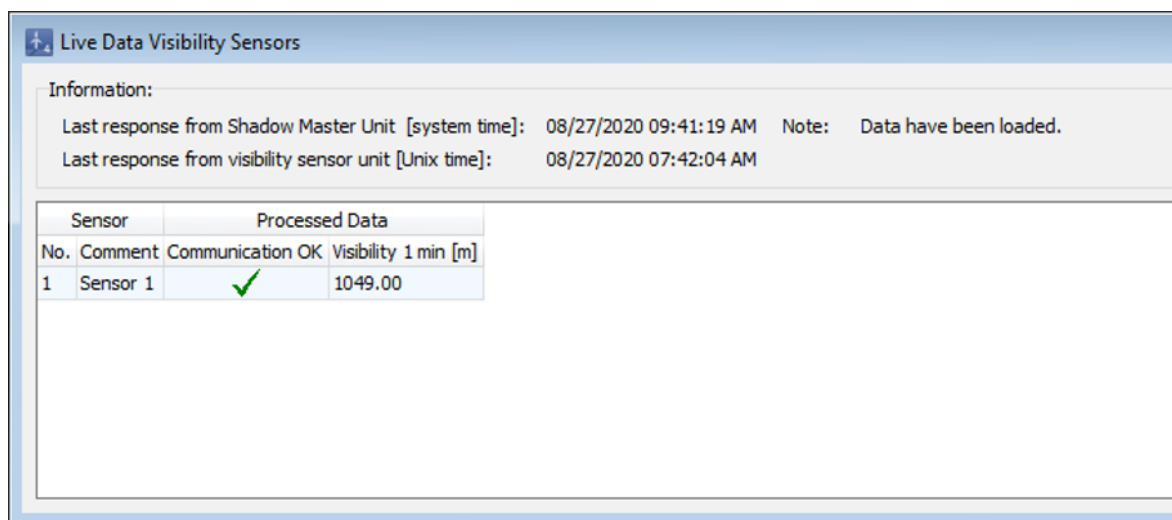 Live Data Visibility Sensors
Information:
Last response from Shadow Master Unit [system time]: 08/27/2020 09:41:19 AM Note: Data have been loaded.
Last response from visibility sensor unit [Unix time]: 08/27/2020 07:42:04 AM
Sensor Processed Data
No. Comment Communication OK Visibility 1 min [m]
1 Sensor 1 1049.00